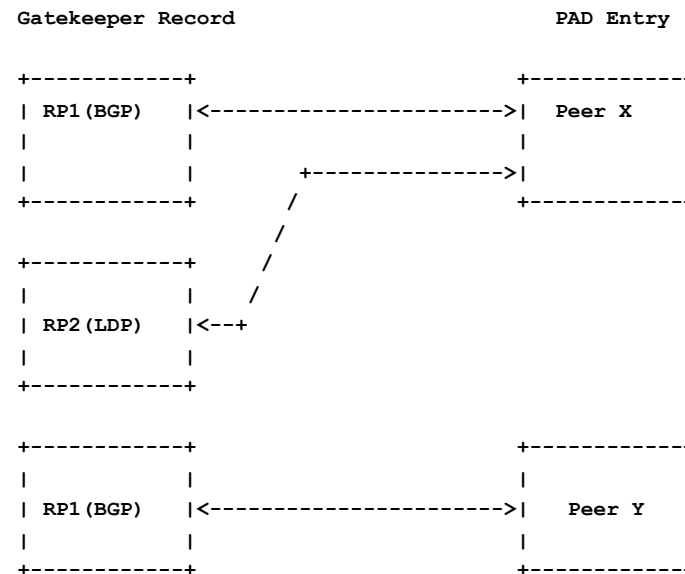 Gatekeeper Record PAD Entry
+------------+ +-------------
| RP1(BGP) |<----------------------->| Peer X
| | |
| | +--------------->|
+------------+ / +-------------
/
+------------+ /
| | /
| RP2(LDP) |<--+
| |
+------------+
+------------+ +-------------
| | |
| RP1(BGP) |<----------------------->| Peer Y
| | |
+------------+ +-------------